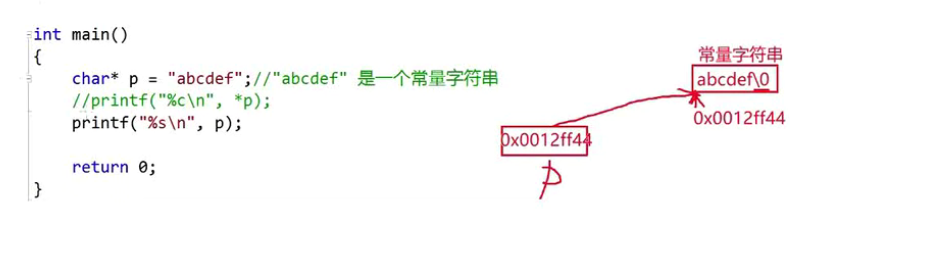 int main()
{
char* p = "abcdef";//"abcdef" 是一个常量字符串
//printf("%c\n", *p);
printf("%s\n", p);
return 0;
}
常量字符串
abcdef\0
0x0012ff44
0x0012ff44
p